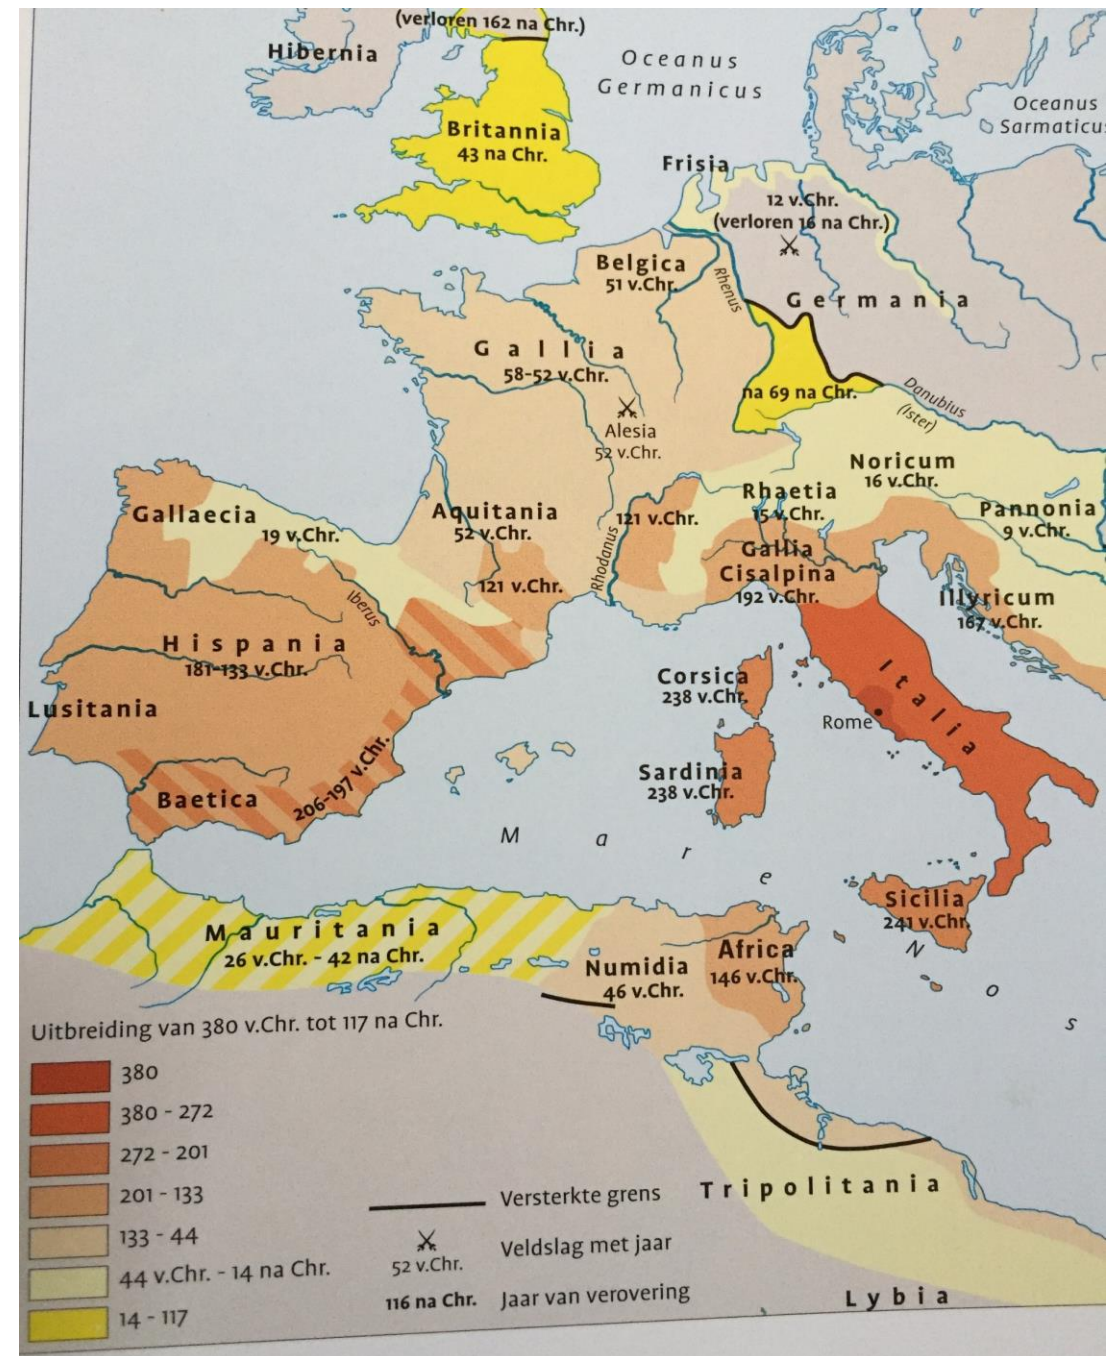 (verloren 162 na Chr.)
Hibernia
Oceanus
Germanicus
Oceanus
Sarmaticus
Britannia
43 na Chr.
Frisia
12 v.Chr.
(verloren 16 na Chr.)
Belgica
51 v.Chr.
Rhenus
Germania
Gallia
58-52 v.Chr.
na 69 na Chr.
Danubius
(Ister)
Alesia
52 v.Chr.
Noricum
16 v.Chr.
Rhaetia
15 v.Chr.
Pannonia
9 v.Chr.
Gallaecia
19 v.Chr.
Aquitania
52 v.Chr.
121 v.Chr.
121 v.Chr.
Rhodanus
Gallia
Cisalpina
192 v.Chr.
Illyricum
167 v.Chr.
Iberus
Hispania
181-133 v.Chr.
Lusitania
Corsica
238 v.Chr.
Italia
Rome
Sardinia
238 v.Chr.
Baetica
206-197 v.Chr.
Mare
Nos
Sicilia
241 v.Chr.
Mauritania
26 v.Chr. - 42 na Chr.
Numidia
46 v.Chr.
Africa
146 v.Chr.
Tripolitania
Lybia
Uitbreiding van 380 v.Chr. tot 117 na Chr.
380
380 - 272
272 - 201
201 - 133
133 - 44
44 v.Chr. - 14 na Chr.
14 - 117
Versterkte grens
52 v.Chr.
Veldslag met jaar
116 na Chr.
Jaar van verovering